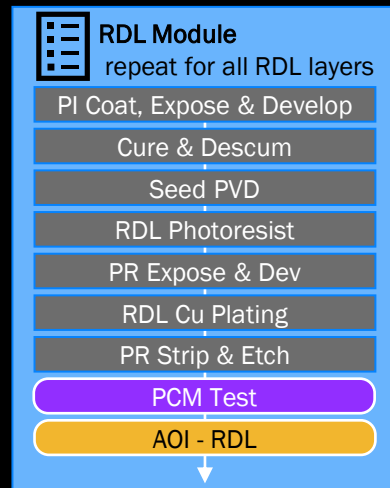 RDL Module
repeat for all RDL layers
PI Coat, Expose & Develop
Cure & Descum
Seed PVD
RDL Photoresist
PR Expose & Dev
RDL Cu Plating
PR Strip & Etch
PCM Test
AOI - RDL